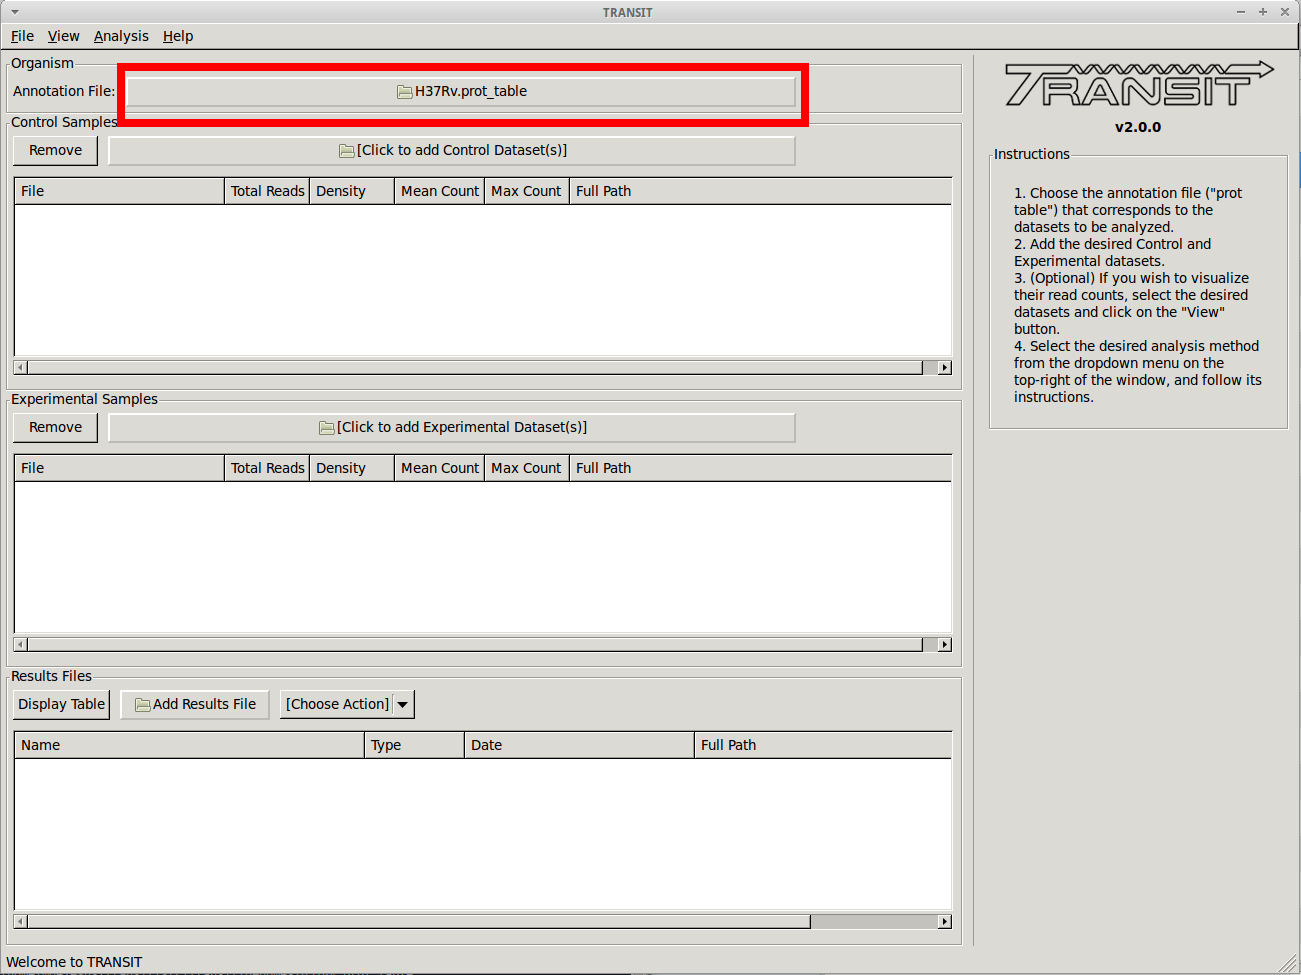 TRANSIT
File View Analysis Help
Organism
Annotation File: H37Rv.prot_table
TRANSIT
v2.0.0
Control Samples
Remove [Click to add Control Dataset(s)]
File Total Reads Density Mean Count Max Count Full Path
Instructions
1. Choose the annotation file ("prot
table") that corresponds to the
datasets to be analyzed.
2. Add the desired Control and
Experimental datasets.
3. (Optional) If you wish to visualize
their read counts, select the desired
datasets and click on the "View"
button.
4. Select the desired analysis method
from the dropdown menu on the
top-right of the window, and follow its
instructions.
Experimental Samples
Remove [Click to add Experimental Dataset(s)]
File Total Reads Density Mean Count Max Count Full Path
Results Files
Display Table Add Results File [Choose Action]
Name Type Date Full Path
Welcome to TRANSIT